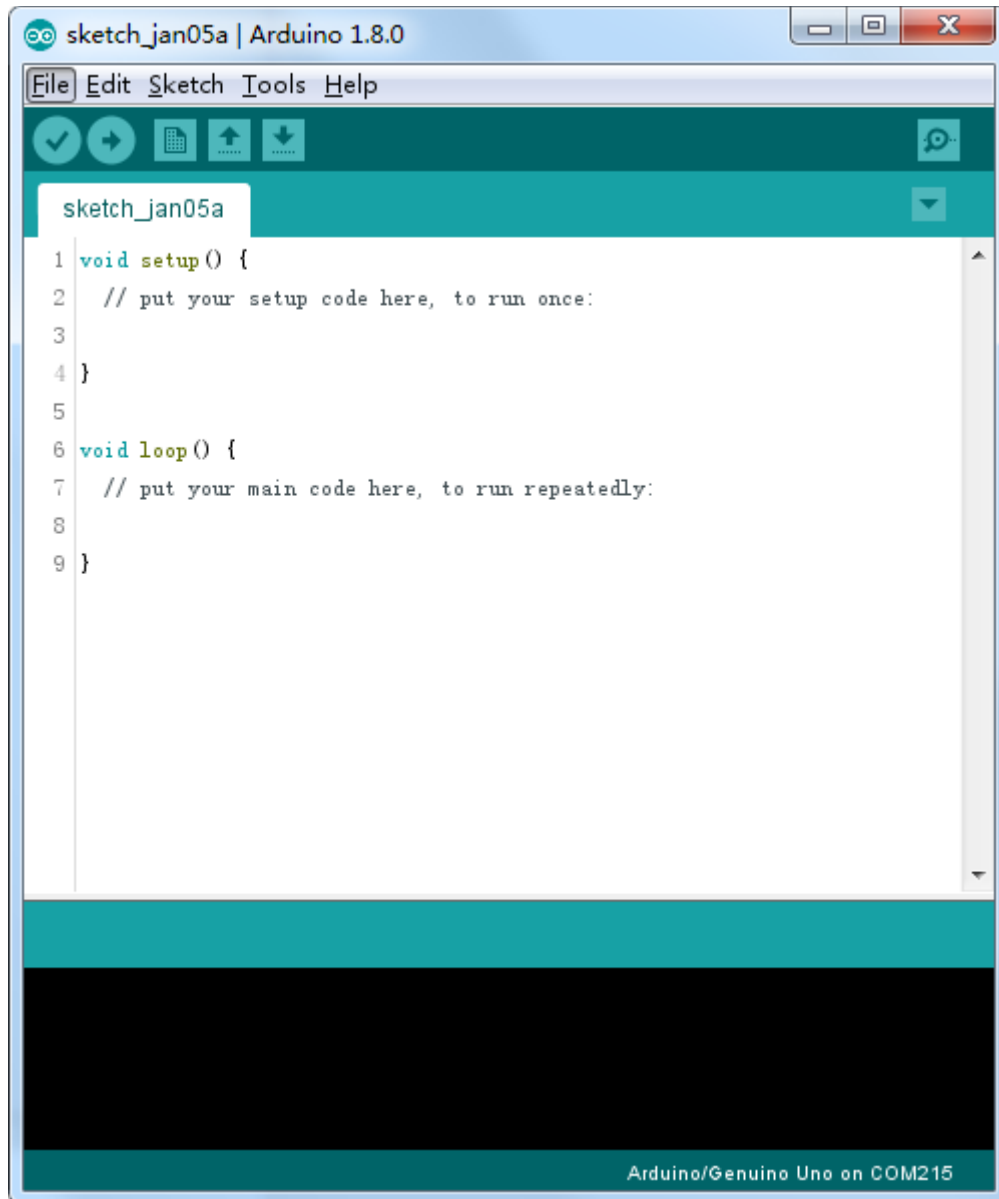 sketch_jan05a | Arduino 1.8.0
File Edit Sketch Tools Help
sketch_jan05a
1 void setup() {
2   // put your setup code here, to run once:
3
4 }
5
6 void loop() {
7   // put your main code here, to run repeatedly:
8
9 }
Arduino/Genuino Uno on COM215